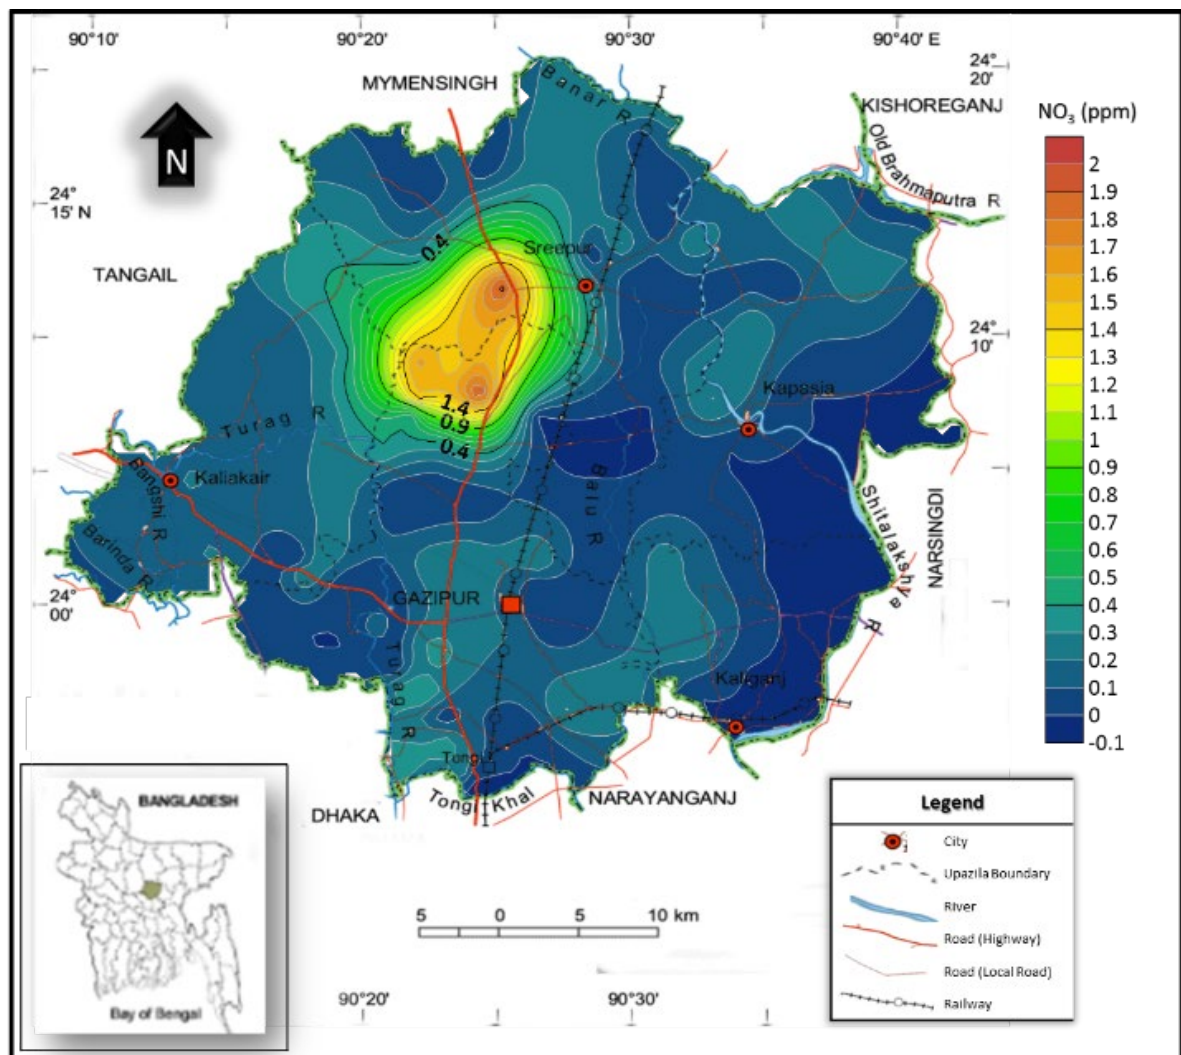 90°10'
90°20'
90°30'
90°40' E
24°
20'
MYMENSINGH
Banar R
KISHOREGANJ
NO₃ (ppm)
Old Brahmaputra R
N
24°
15' N
0.4
Sreepur
TANGAIL
24°
10'
1.4
0.9
0.4
Kapasia
Turag R
Kaliakair
Bangshi R
Balu R
Shitalakshya R
NARSINGDI
Barinda R
24°
00'
GAZIPUR
Turag R
Kaliganj
Tongi
Tongi Khal
NARAYANGANJ
DHAKA
2
1.9
1.8
1.7
1.6
1.5
1.4
1.3
1.2
1.1
1
0.9
0.8
0.7
0.6
0.5
0.4
0.3
0.2
0.1
0
-0.1
BANGLADESH
Bay of Bengal
5 0 5 10 km
90°20'
90°30'
Legend
City
Upazila Boundary
River
Road (Highway)
Road (Local Road)
Railway